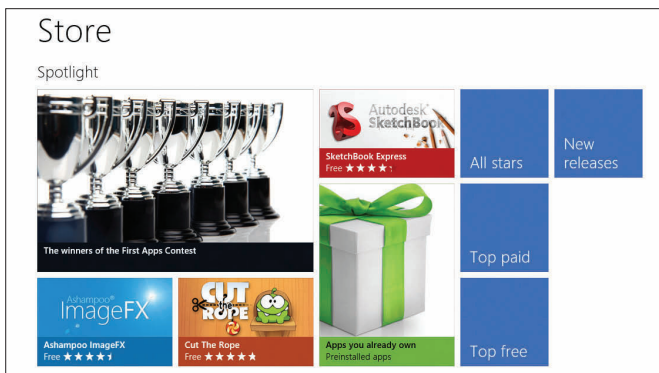 Store
Spotlight
The winners of the First Apps Contest
Autodesk®
SketchBook
SketchBook Express
Free
All stars
New
releases
Apps you already own
Preinstalled apps
Top paid
Top free
Ashampoo®
ImageFX
Ashampoo ImageFX
Free
CUT
the
ROPE
Cut The Rope
Free